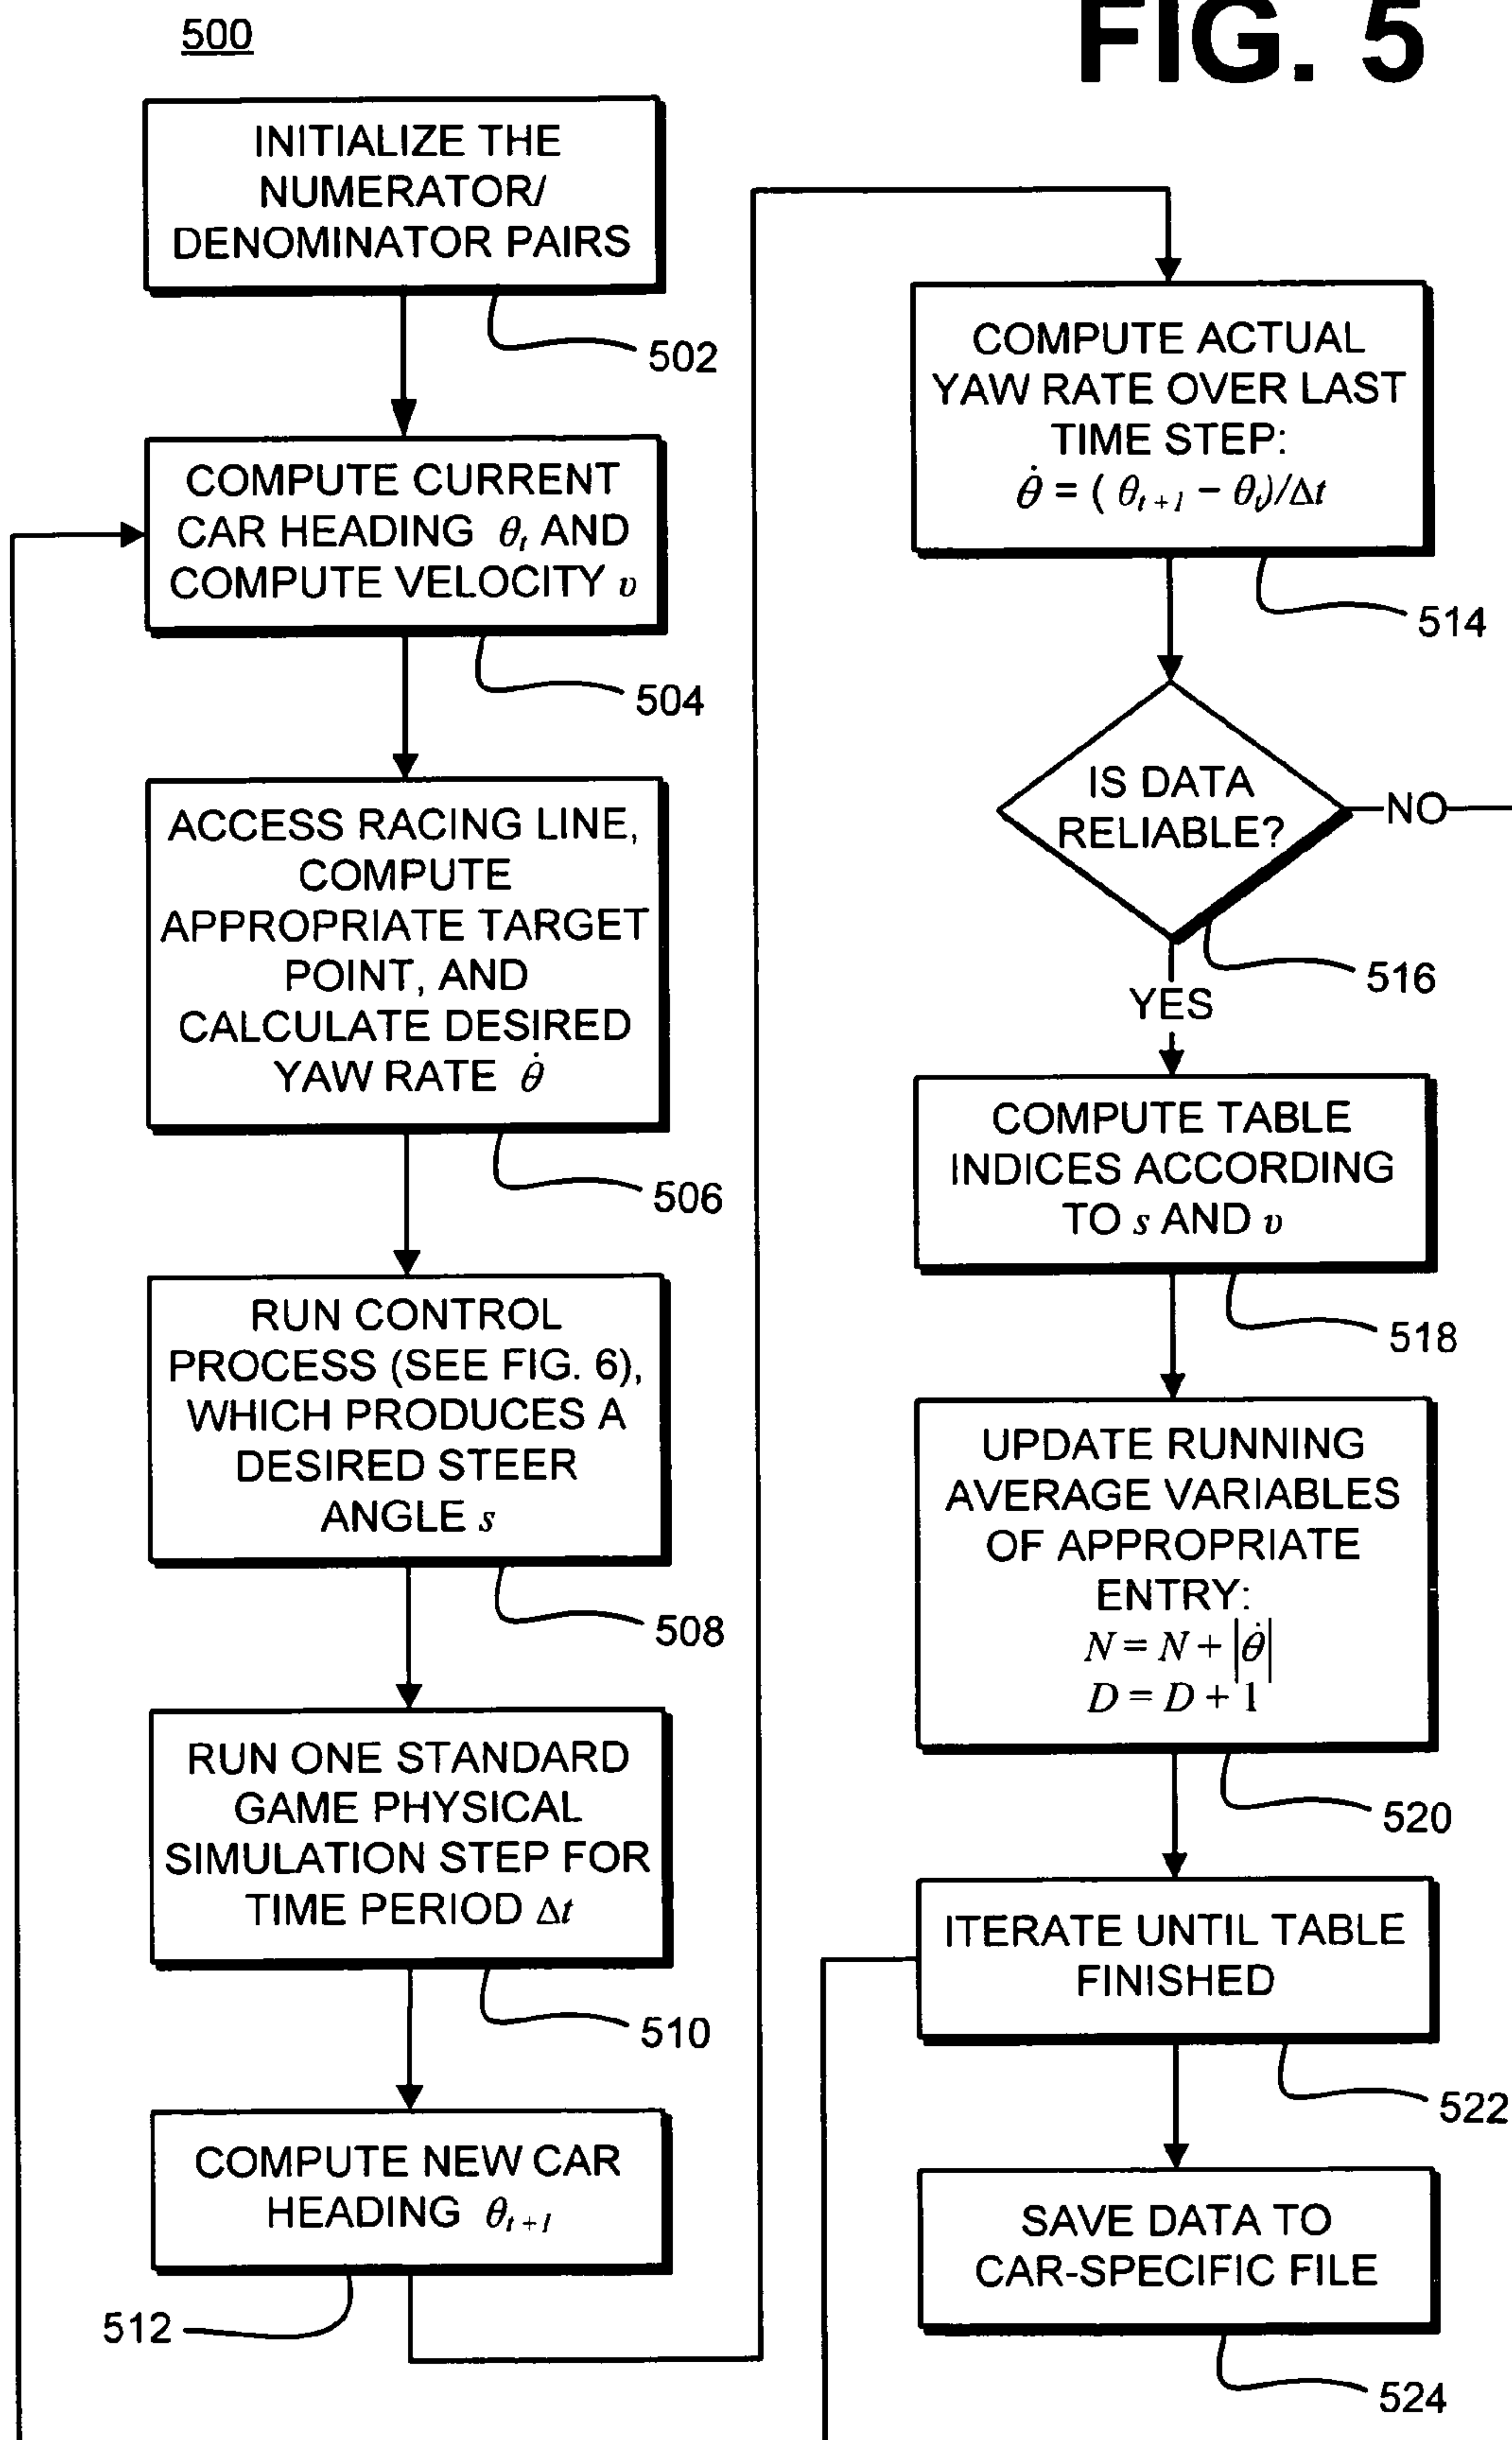 500
FIG. 5
INITIALIZE THE
NUMERATOR/
DENOMINATOR PAIRS
502
COMPUTE CURRENT
CAR HEADING θt AND
COMPUTE VELOCITY v
504
ACCESS RACING LINE,
COMPUTE
APPROPRIATE TARGET
POINT, AND
CALCULATE DESIRED
YAW RATE θ̇
506
RUN CONTROL
PROCESS (SEE FIG. 6),
WHICH PRODUCES A
DESIRED STEER
ANGLE s
508
RUN ONE STANDARD
GAME PHYSICAL
SIMULATION STEP FOR
TIME PERIOD Δt
510
COMPUTE NEW CAR
HEADING θt+1
512
COMPUTE ACTUAL
YAW RATE OVER LAST
TIME STEP:
θ̇ = ( θt+1 − θt)/Δt
514
IS DATA
RELIABLE?
NO
516
YES
COMPUTE TABLE
INDICES ACCORDING
TO s AND v
518
UPDATE RUNNING
AVERAGE VARIABLES
OF APPROPRIATE
ENTRY:
N = N + |θ̇|
D = D + 1
520
ITERATE UNTIL TABLE
FINISHED
522
SAVE DATA TO
CAR-SPECIFIC FILE
524